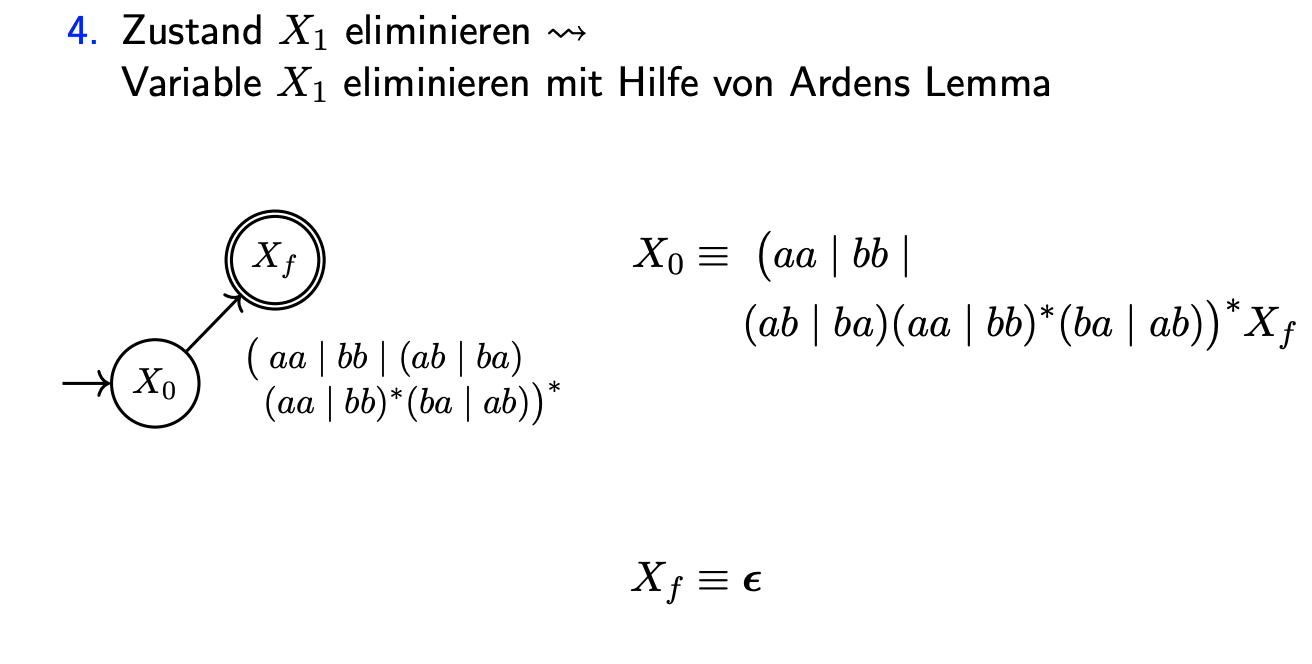 4. Zustand X₁ eliminieren ⇝
Variable X₁ eliminieren mit Hilfe von Ardens Lemma
X_f
X₀ ≡ (aa | bb |
(ab | ba)(aa | bb)*(ba | ab))* X_f
X₀
( aa | bb | (ab | ba)
(aa | bb)*(ba | ab))*
X_f ≡ ϵ